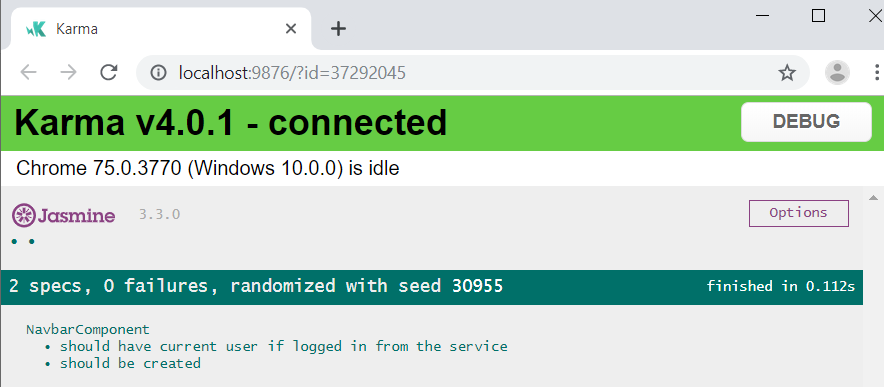 Karma
localhost:9876/?id=37292045
Karma v4.0.1 - connected
DEBUG
Chrome 75.0.3770 (Windows 10.0.0) is idle
Jasmine 3.3.0
Options
• •
2 specs, 0 failures, randomized with seed 30955
finished in 0.112s
NavbarComponent
• should have current user if logged in from the service
• should be created